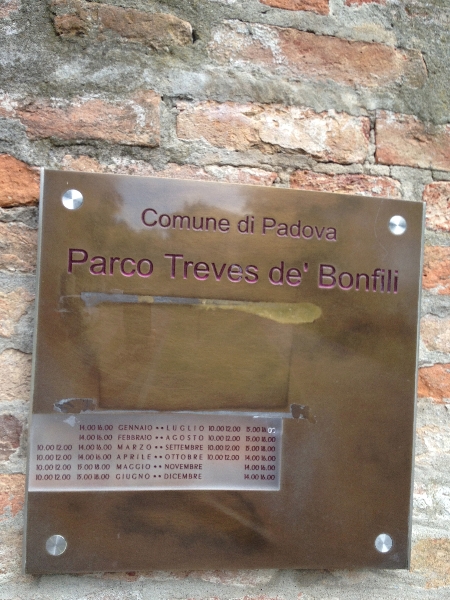 Comune di Padova
Parco Treves de' Bonfili
14.00 16.00 GENNAIO •• LUGLIO 10.00 12.00 15.00 18.00
14.00 16.00 FEBBRAIO •• AGOSTO 10.00 12.00 15.00 18.00
10.00 12.00 14.00 16.00 MARZO •• SETTEMBRE 10.00 12.00 15.00 18.00
10.00 12.00 14.00 16.00 APRILE •• OTTOBRE 10.00 12.00 14.00 16.00
10.00 12.00 15.00 18.00 MAGGIO •• NOVEMBRE 14.00 16.00
10.00 12.00 15.00 18.00 GIUGNO •• DICEMBRE 14.00 16.00